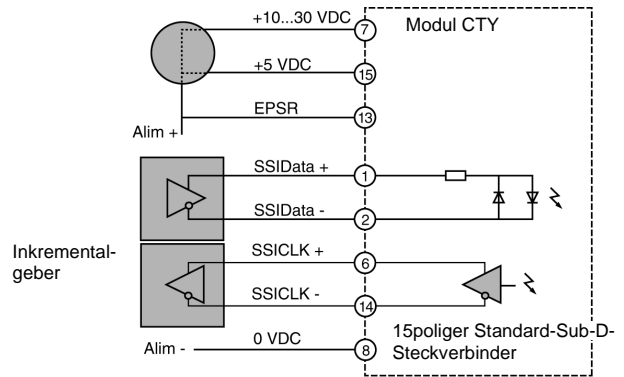 +10...30 VDC
7
Modul CTY
+5 VDC
15
EPSR
13
Alim +
SSIData +
1
SSIData -
2
Inkremental-
geber
SSICLK +
6
SSICLK -
14
15poliger Standard-Sub-D-
Steckverbinder
0 VDC
8
Alim -